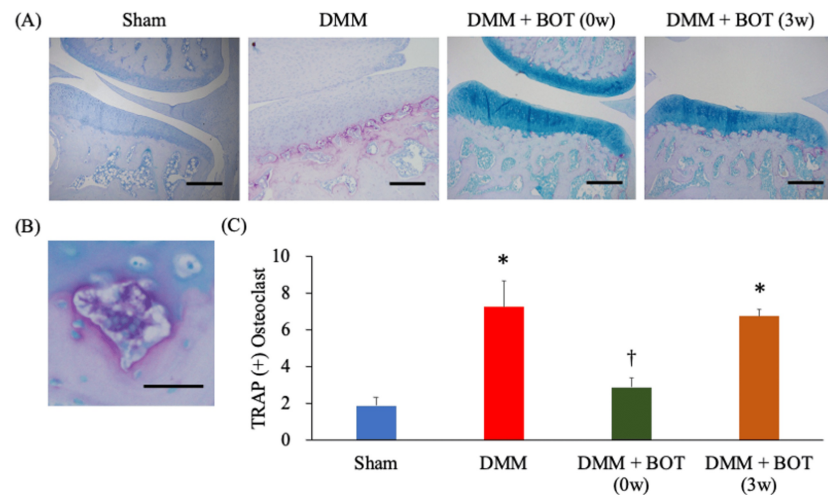 (A)
Sham
DMM
DMM + BOT (0w)
DMM + BOT (3w)
(B)
(C)
TRAP (+) Osteoclast
10
8
6
4
2
0
*
†
*
Sham
DMM
DMM + BOT
(0w)
DMM + BOT
(3w)